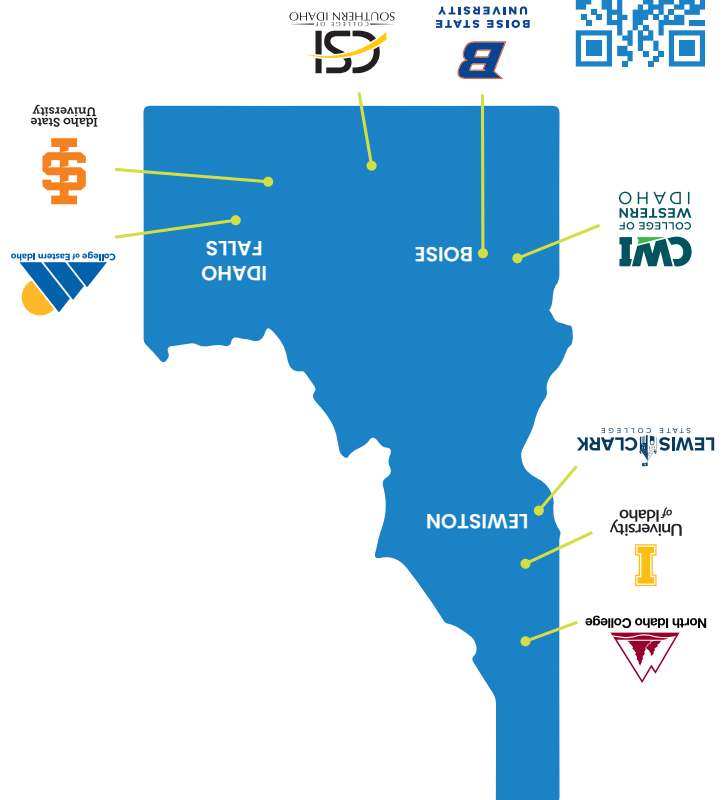 North Idaho College
I
University
of Idaho
LEWISTON
LEWIS CLARK
STATE COLLEGE
CWI
COLLEGE OF
WESTERN
IDAHO
BOISE
IDAHO
FALLS
College of Eastern Idaho
IS
Idaho State
University
B
BOISE STATE
UNIVERSITY
CSI
COLLEGE OF
SOUTHERN IDAHO